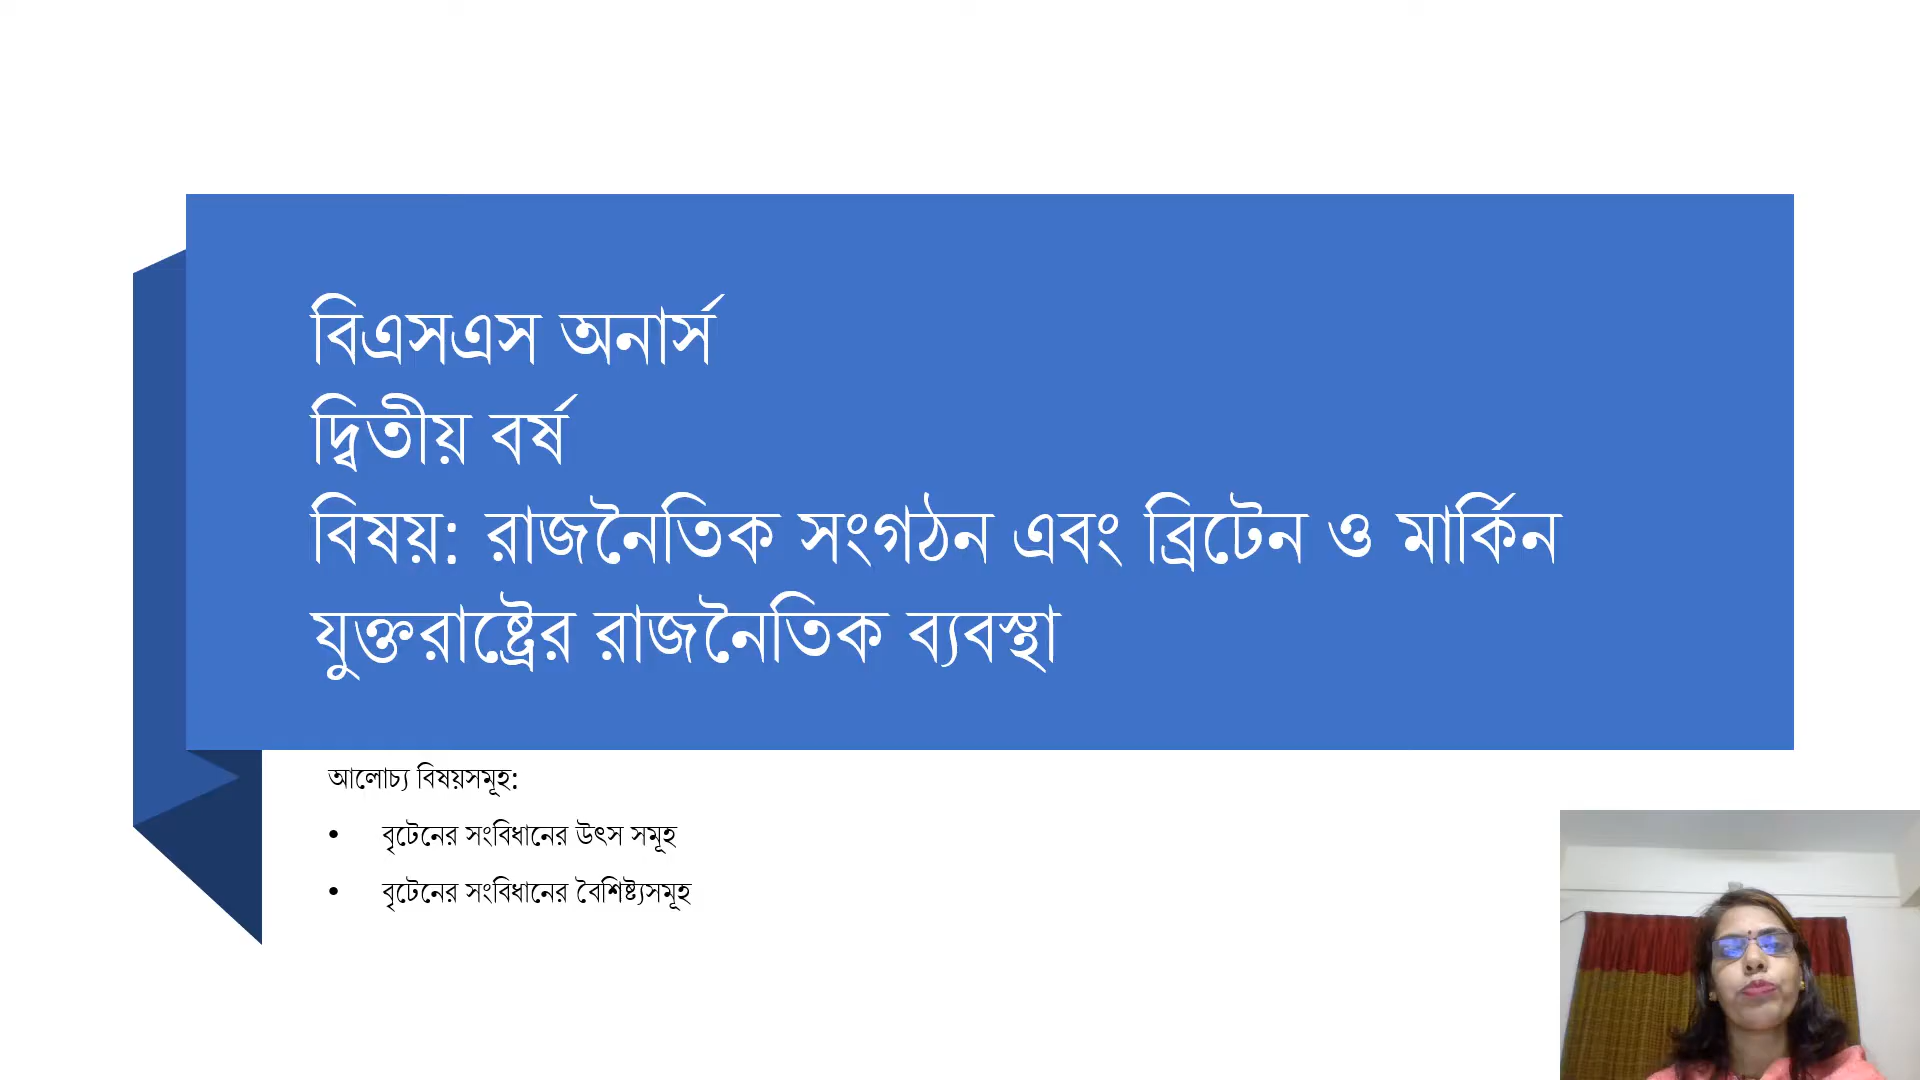 বিএসএস অনার্স
দ্বিতীয় বর্ষ
বিষয়: রাজনৈতিক সংগঠন এবং ব্রিটেন ও মার্কিন
যুক্তরাষ্ট্রের রাজনৈতিক ব্যবস্থা
আলোচ্য বিষয়সমূহ:
• বৃটেনের সংবিধানের উৎস সমূহ
• বৃটেনের সংবিধানের বৈশিষ্ট্যসমূহ